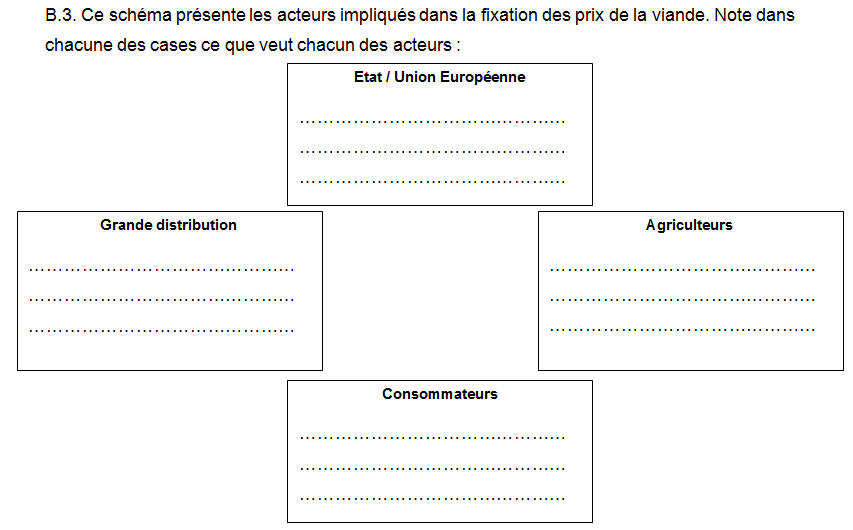 B.3. Ce schéma présente les acteurs impliqués dans la fixation des prix de la viande. Note dans
chacune des cases ce que veut chacun des acteurs :
Etat / Union Européenne
……………………………………
……………………………………
……………………………………
Grande distribution
……………………………………
……………………………………
……………………………………
Agriculteurs
……………………………………
……………………………………
……………………………………
Consommateurs
……………………………………
……………………………………
……………………………………